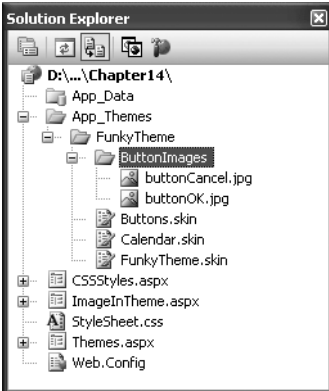 Solution Explorer
D:\...\Chapter14\
App_Data
App_Themes
FunkyTheme
ButtonImages
buttonCancel.jpg
buttonOK.jpg
Buttons.skin
Calendar.skin
FunkyTheme.skin
CSSStyles.aspx
ImageInTheme.aspx
StyleSheet.css
Themes.aspx
Web.Config